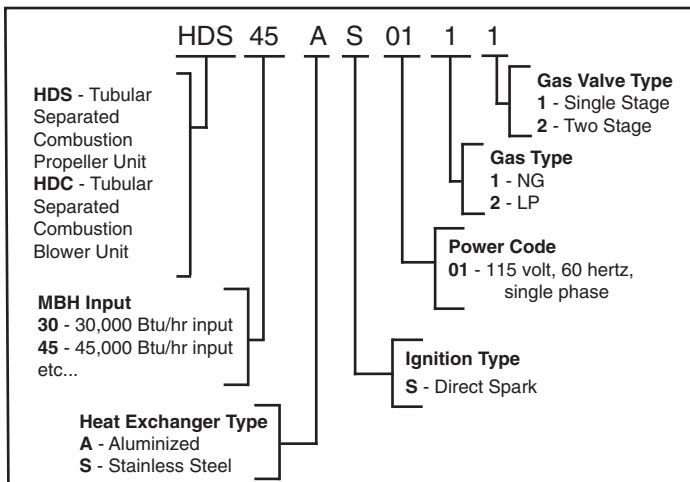 HDS 45 A S 01 1 1
HDS - Tubular
Separated
Combustion
Propeller Unit
HDC - Tubular
Separated
Combustion
Blower Unit
MBH Input
30 - 30,000 Btu/hr input
45 - 45,000 Btu/hr input
etc...
Heat Exchanger Type
A - Aluminized
S - Stainless Steel
Gas Valve Type
1 - Single Stage
2 - Two Stage
Gas Type
1 - NG
2 - LP
Power Code
01 - 115 volt, 60 hertz,
single phase
Ignition Type
S - Direct Spark